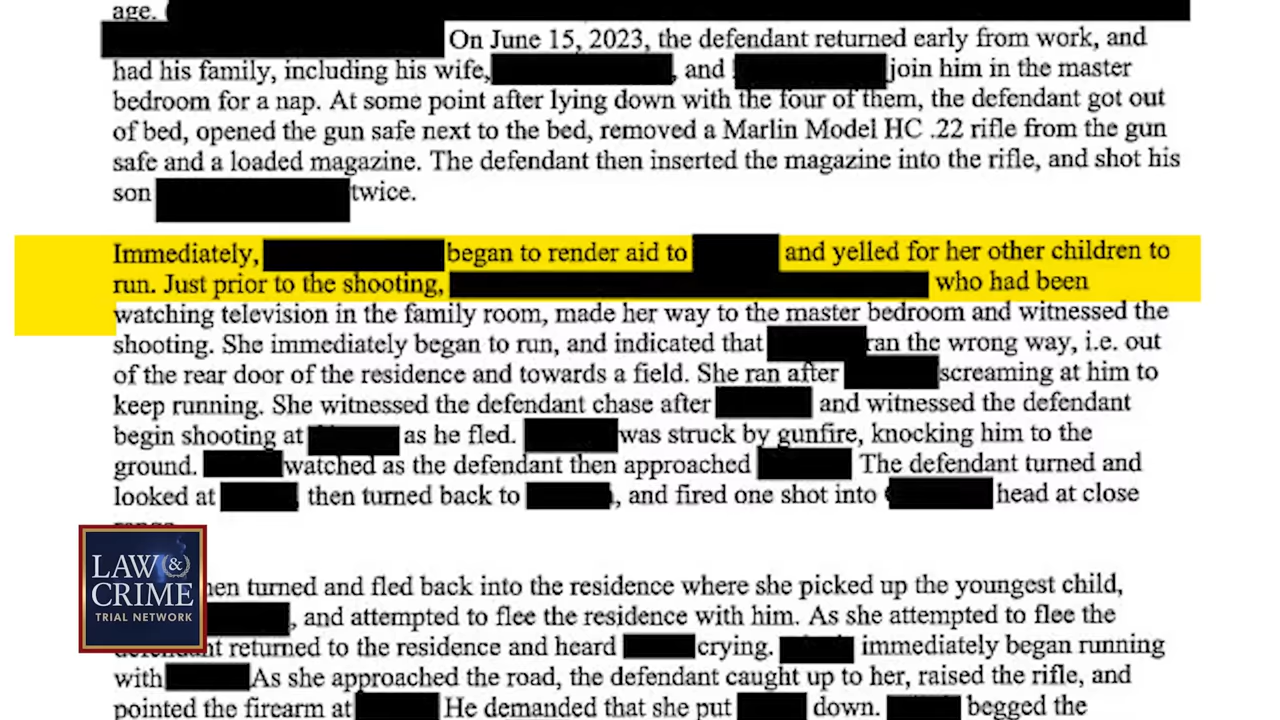 age. (
On June 15, 2023, the defendant returned early from work, and
had his family, including his wife, , and join him in the master
bedroom for a nap. At some point after lying down with the four of them, the defendant got out
of bed, opened the gun safe next to the bed, removed a Marlin Model HC .22 rifle from the gun
safe and a loaded magazine. The defendant then inserted the magazine into the rifle, and shot his
son twice.
Immediately, began to render aid to and yelled for her other children to
run. Just prior to the shooting, who had been
watching television in the family room, made her way to the master bedroom and witnessed the
shooting. She immediately began to run, and indicated that ran the wrong way, i.e. out
of the rear door of the residence and towards a field. She ran after screaming at him to
keep running. She witnessed the defendant chase after and witnessed the defendant
begin shooting at as he fled. was struck by gunfire, knocking him to the
ground. watched as the defendant then approached The defendant turned and
looked at , then turned back to , and fired one shot into head at close
hen turned and fled back into the residence where she picked up the youngest child,
, and attempted to flee the residence with him. As she attempted to flee the
defendant returned to the residence and heard crying. immediately began running
with As she approached the road, the defendant caught up to her, raised the rifle, and
pointed the firearm at He demanded that she put down. begged the
LAW &
CRIME
TRIAL NETWORK